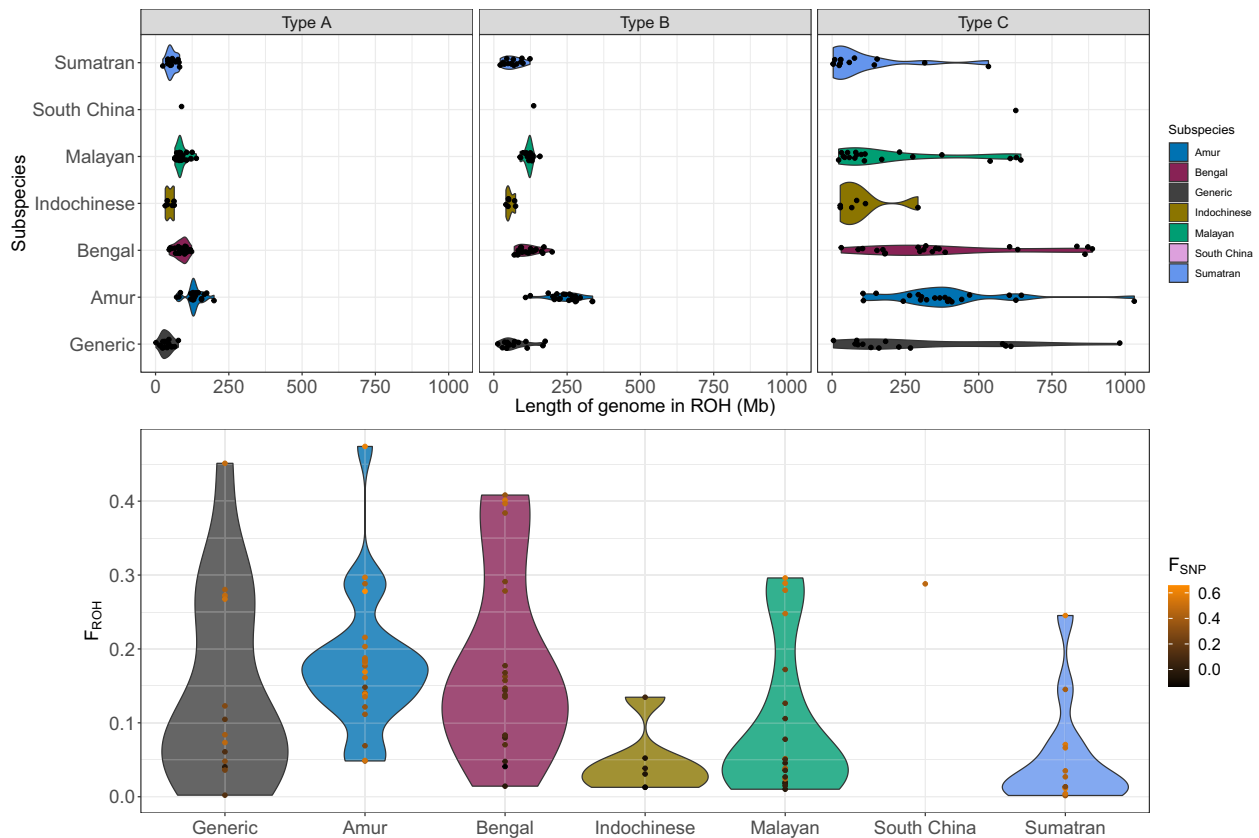 Type A Type B Type C
Subspecies
Sumatran
South China
Malayan
Indochinese
Bengal
Amur
Generic
0 250 500 750 1000 0 250 500 750 1000 0 250 500 750 1000
Length of genome in ROH (Mb)
Subspecies
Amur
Bengal
Generic
Indochinese
Malayan
South China
Sumatran
F_ROH
0.4
0.3
0.2
0.1
0.0
Generic Amur Bengal Indochinese Malayan South China Sumatran
F_SNP
0.6
0.4
0.2
0.0